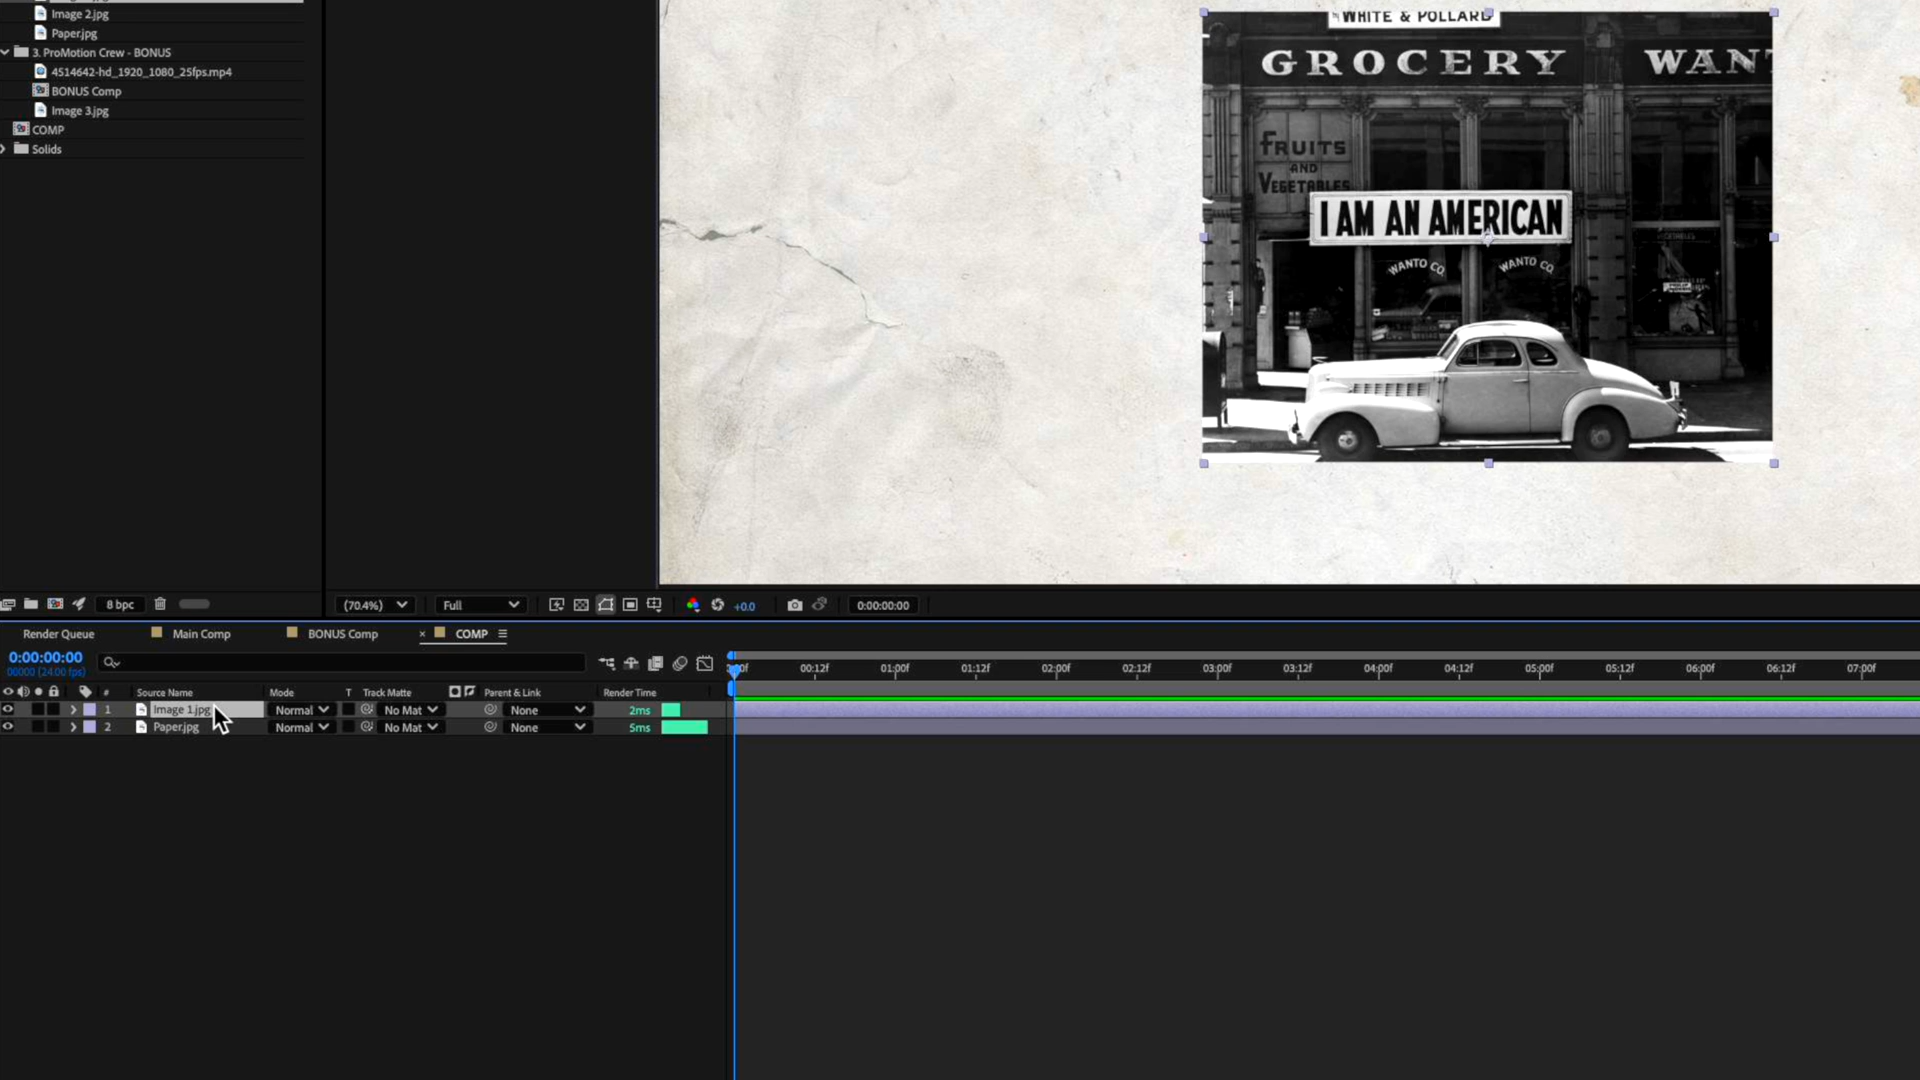 Image 2.jpg
Paper.jpg
3. ProMotion Crew - BONUS
4514642-hd_1920_1080_25fps.mp4
BONUS Comp
Image 3.jpg
COMP
Solids
WHITE & POLLARD
GROCERY WANT
FRUITS
AND
VEGETABLES
I AM AN AMERICAN
WANTO CO. WANTO CO.
8 bpc
(70.4%) Full +0.0 0:00:00:00
Render Queue Main Comp BONUS Comp × COMP
0:00:00:00
00000 (24.00 fps)
00f 00:12f 01:00f 01:12f 02:00f 02:12f 03:00f 03:12f 04:00f 04:12f 05:00f 05:12f 06:00f 06:12f 07:00f
# Source Name Mode T Track Matte Parent & Link Render Time
1 Image 1.jpg Normal No Mat None 2ms
2 Paper.jpg Normal No Mat None 5ms